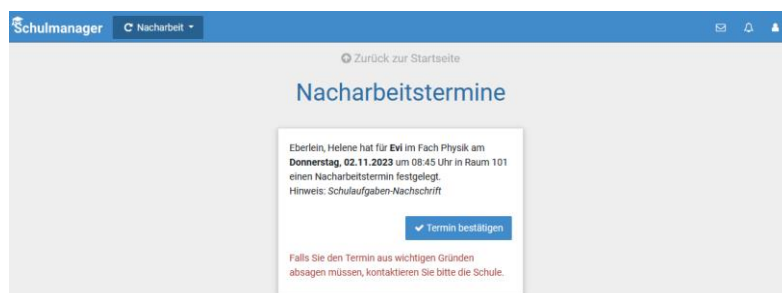 Schulmanager
Nacharbeit
Zurück zur Startseite
Nacharbeitstermine
Eberlein, Helene hat für Evi im Fach Physik am
Donnerstag, 02.11.2023 um 08:45 Uhr in Raum 101
einen Nacharbeitstermin festgelegt.
Hinweis: Schulaufgaben-Nachschrift
Termin bestätigen
Falls Sie den Termin aus wichtigen Gründen
absagen müssen, kontaktieren Sie bitte die Schule.